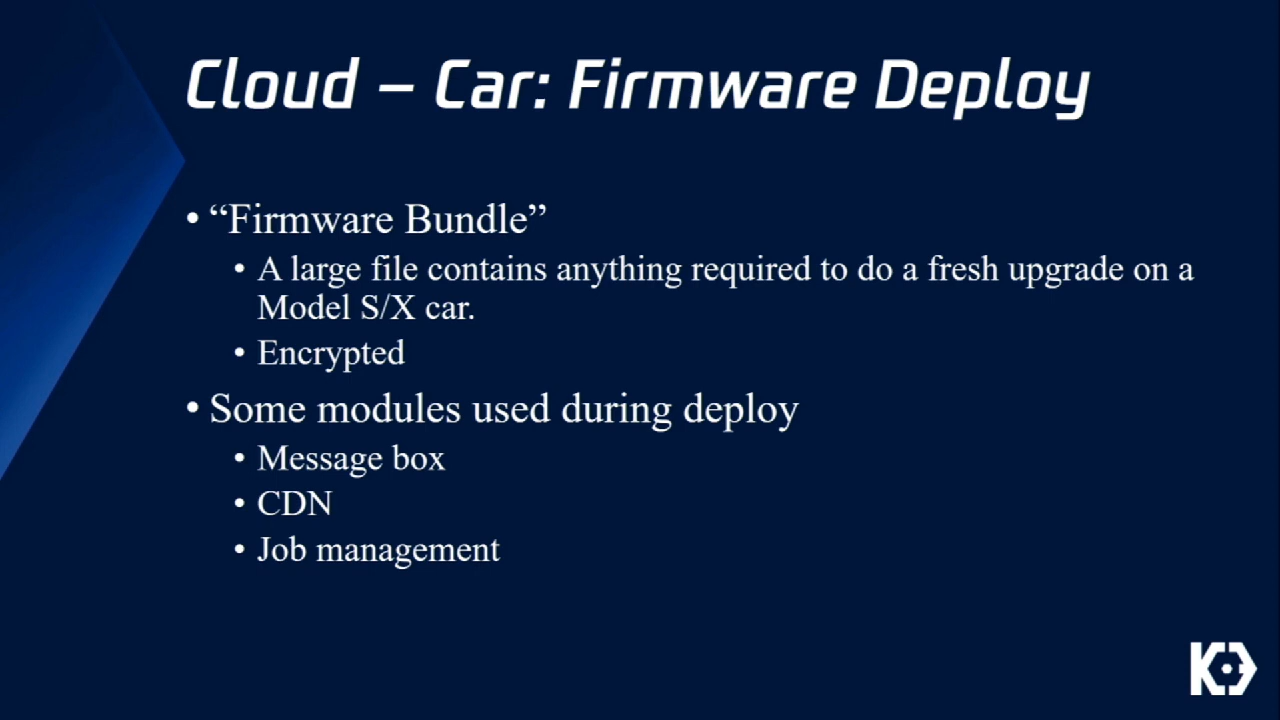 Cloud – Car: Firmware Deploy
• “Firmware Bundle”
• A large file contains anything required to do a fresh upgrade on a
Model S/X car.
• Encrypted
• Some modules used during deploy
• Message box
• CDN
• Job management